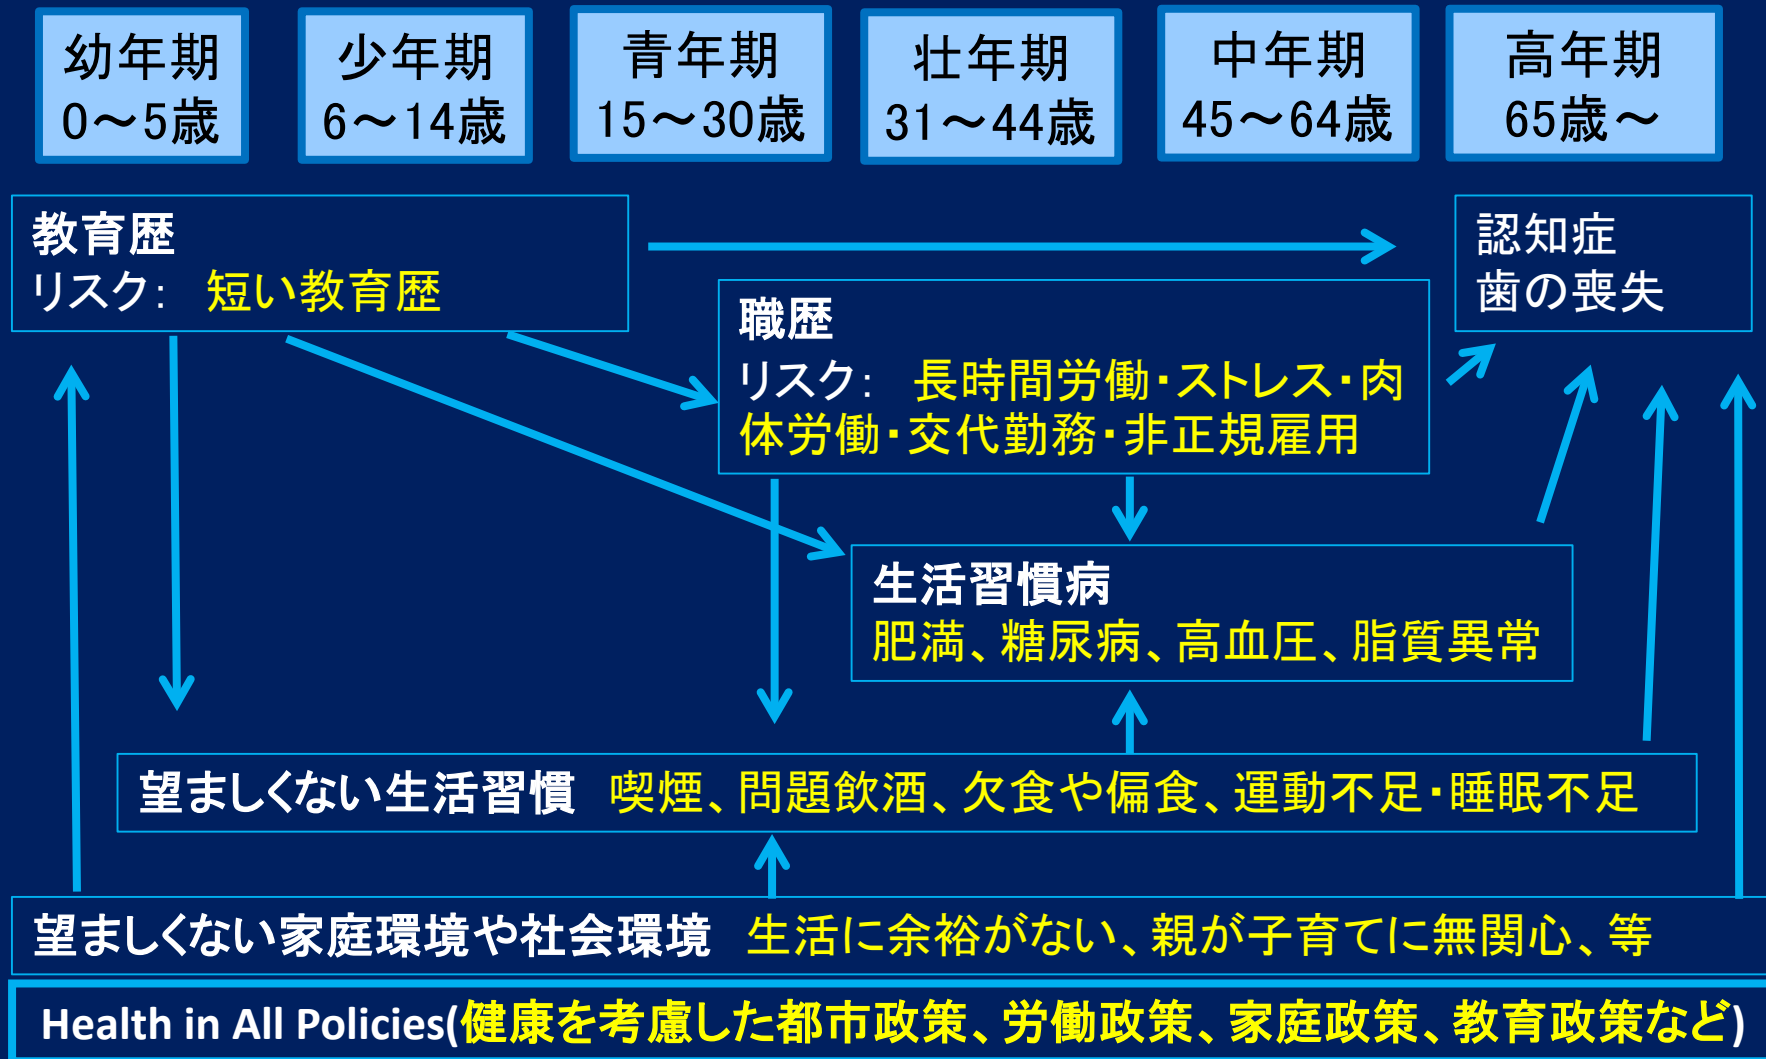 幼年期
0～5歳
少年期
6～14歳
青年期
15～30歳
壮年期
31～44歳
中年期
45～64歳
高年期
65歳～
教育歴
リスク： 短い教育歴
認知症
歯の喪失
職歴
リスク： 長時間労働・ストレス・肉
体労働・交代勤務・非正規雇用
生活習慣病
肥満、糖尿病、高血圧、脂質異常
望ましくない生活習慣 喫煙、問題飲酒、欠食や偏食、運動不足・睡眠不足
望ましくない家庭環境や社会環境 生活に余裕がない、親が子育てに無関心、等
Health in All Policies(健康を考慮した都市政策、労働政策、家庭政策、教育政策など)